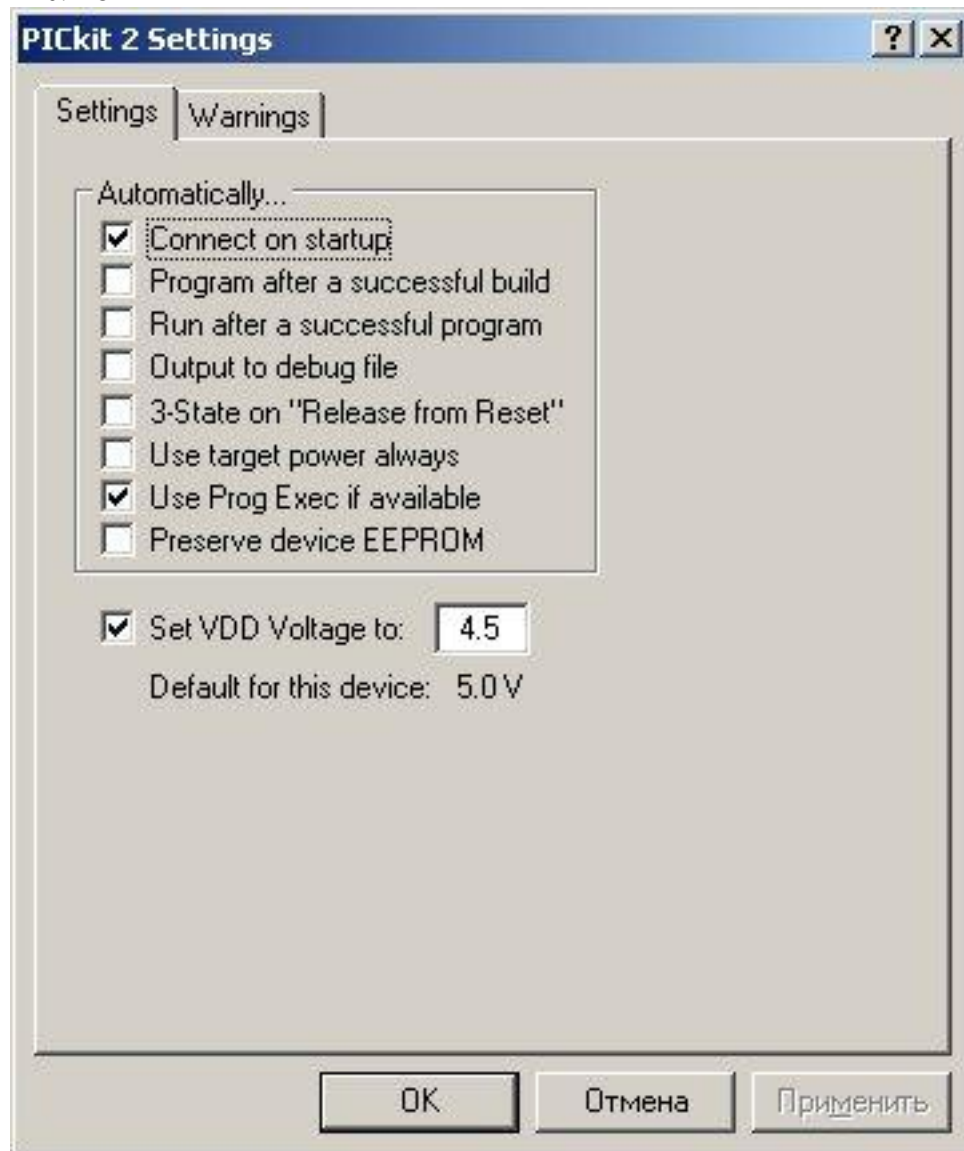 PICkit 2 Settings
Settings Warnings
Automatically...
Connect on startup
Program after a successful build
Run after a successful program
Output to debug file
3-State on "Release from Reset"
Use target power always
Use Prog Exec if available
Preserve device EEPROM
Set VDD Voltage to: 4.5
Default for this device: 5.0 V
OK Отмена Применить